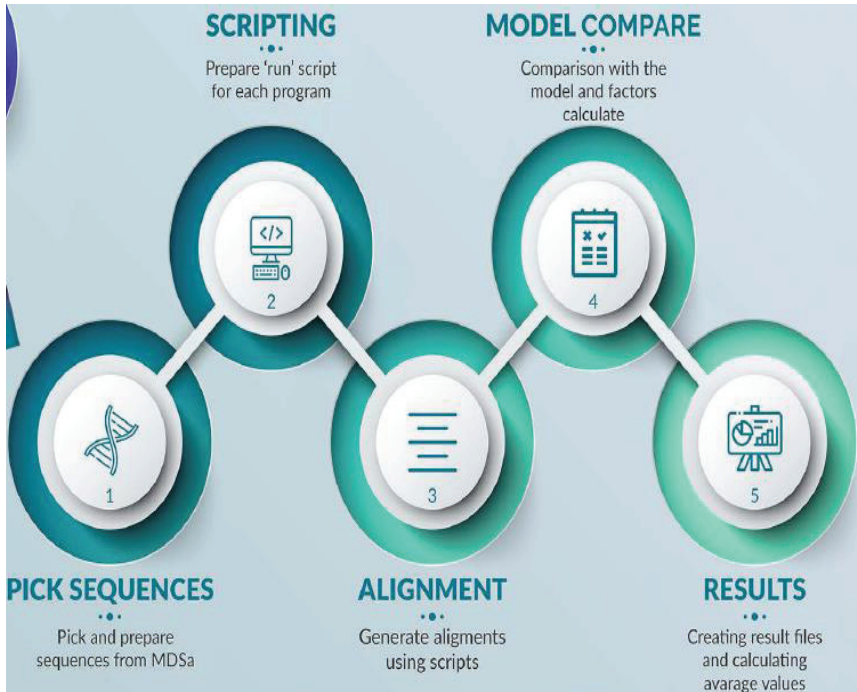 SCRIPTING
Prepare 'run' script
for each program
MODEL COMPARE
Comparison with the
model and factors
calculate
</>
2
4
1
3
5
PICK SEQUENCES
Pick and prepare
sequences from MDSa
ALIGNMENT
Generate aligments
using scripts
RESULTS
Creating result files
and calculating
avarage values